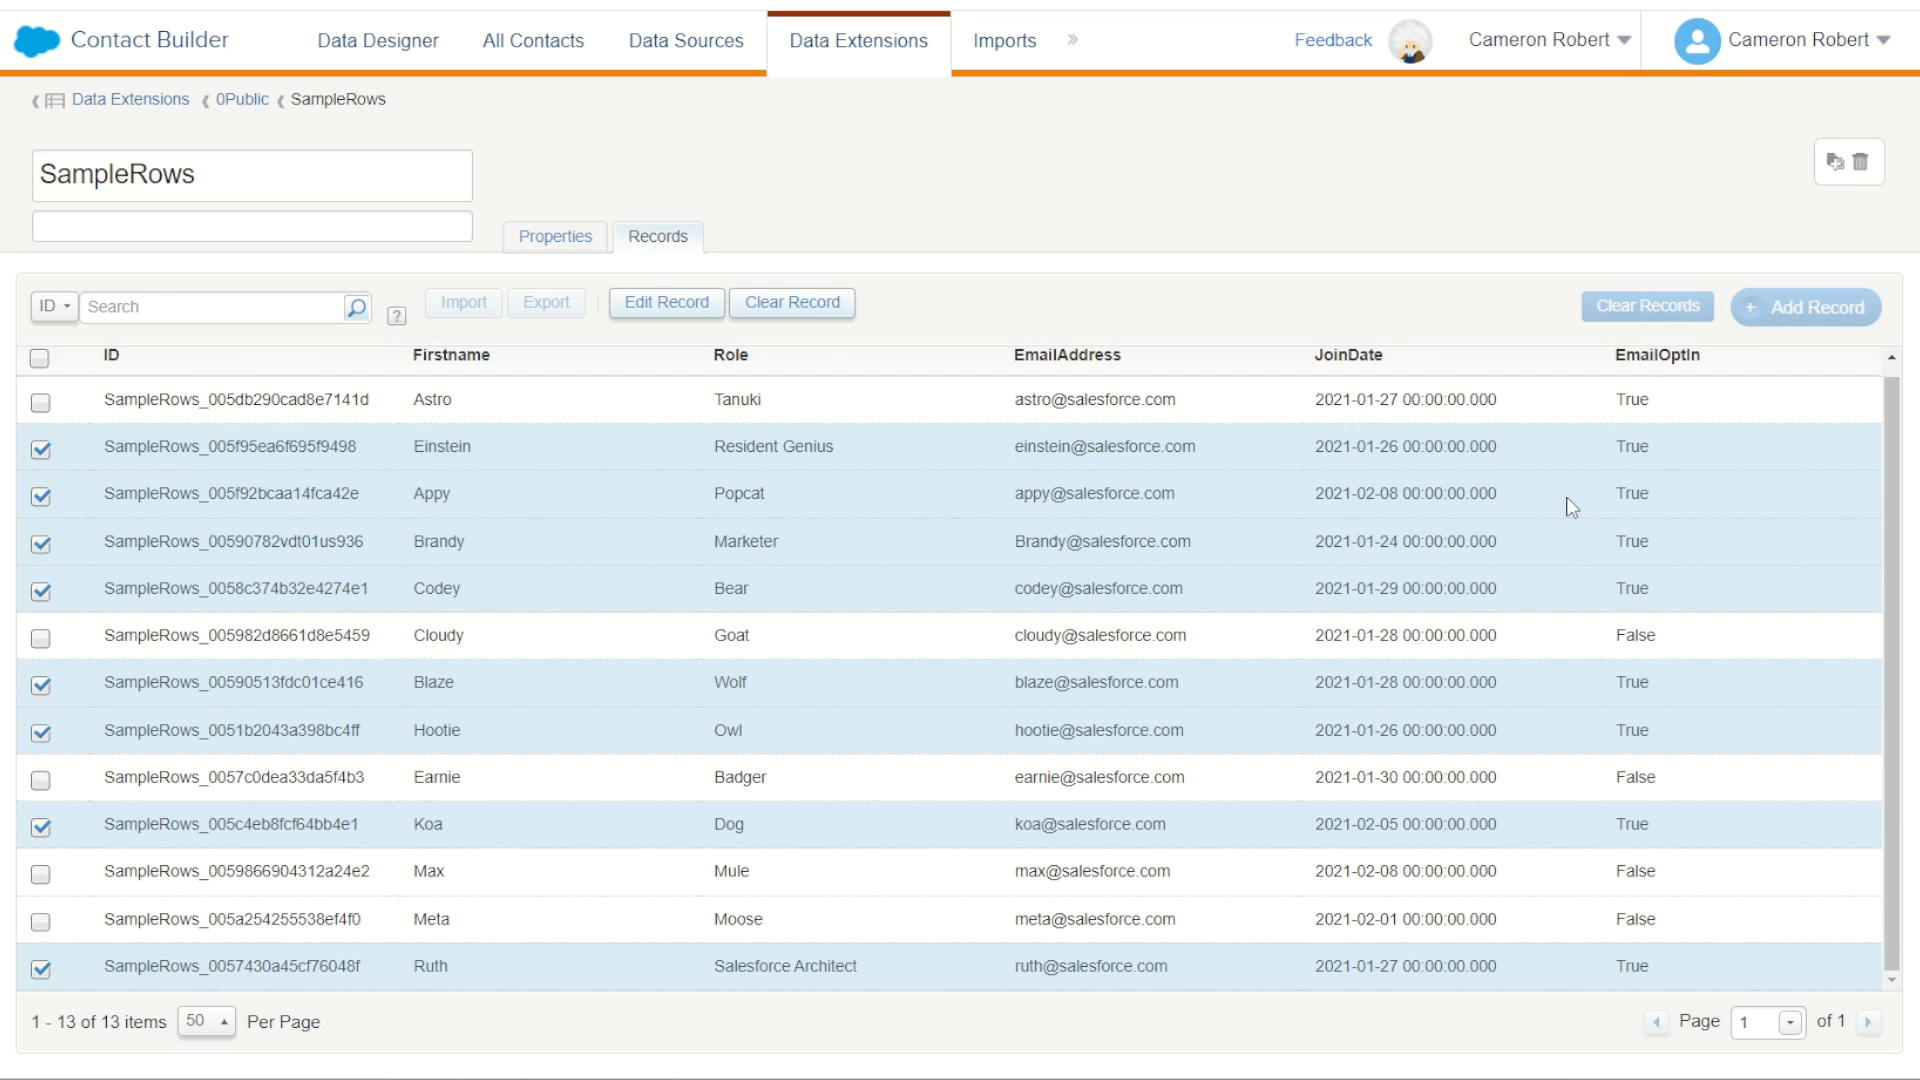 Contact Builder Data Designer All Contacts Data Sources Data Extensions Imports » Feedback Cameron Robert Cameron Robert
Data Extensions 0Public SampleRows
SampleRows
Properties Records
ID Search ? Import Export Edit Record Clear Record Clear Records + Add Record
ID Firstname Role EmailAddress JoinDate EmailOptIn
SampleRows_005db290cad8e7141d Astro Tanuki astro@salesforce.com 2021-01-27 00:00:00.000 True
SampleRows_005f95ea6f695f9498 Einstein Resident Genius einstein@salesforce.com 2021-01-26 00:00:00.000 True
SampleRows_005f92bcaa14fca42e Appy Popcat appy@salesforce.com 2021-02-08 00:00:00.000 True
SampleRows_00590782vdt01us936 Brandy Marketer Brandy@salesforce.com 2021-01-24 00:00:00.000 True
SampleRows_0058c374b32e4274e1 Codey Bear codey@salesforce.com 2021-01-29 00:00:00.000 True
SampleRows_005982d8661d8e5459 Cloudy Goat cloudy@salesforce.com 2021-01-28 00:00:00.000 False
SampleRows_00590513fdc01ce416 Blaze Wolf blaze@salesforce.com 2021-01-28 00:00:00.000 True
SampleRows_0051b2043a398bc4ff Hootie Owl hootie@salesforce.com 2021-01-26 00:00:00.000 True
SampleRows_0057c0dea33da5f4b3 Earnie Badger earnie@salesforce.com 2021-01-30 00:00:00.000 False
SampleRows_005c4eb8fcf64bb4e1 Koa Dog koa@salesforce.com 2021-02-05 00:00:00.000 True
SampleRows_0059866904312a24e2 Max Mule max@salesforce.com 2021-02-08 00:00:00.000 False
SampleRows_005a254255538ef4f0 Meta Moose meta@salesforce.com 2021-02-01 00:00:00.000 False
SampleRows_0057430a45cf76048f Ruth Salesforce Architect ruth@salesforce.com 2021-01-27 00:00:00.000 True
1 - 13 of 13 items 50 Per Page Page 1 of 1